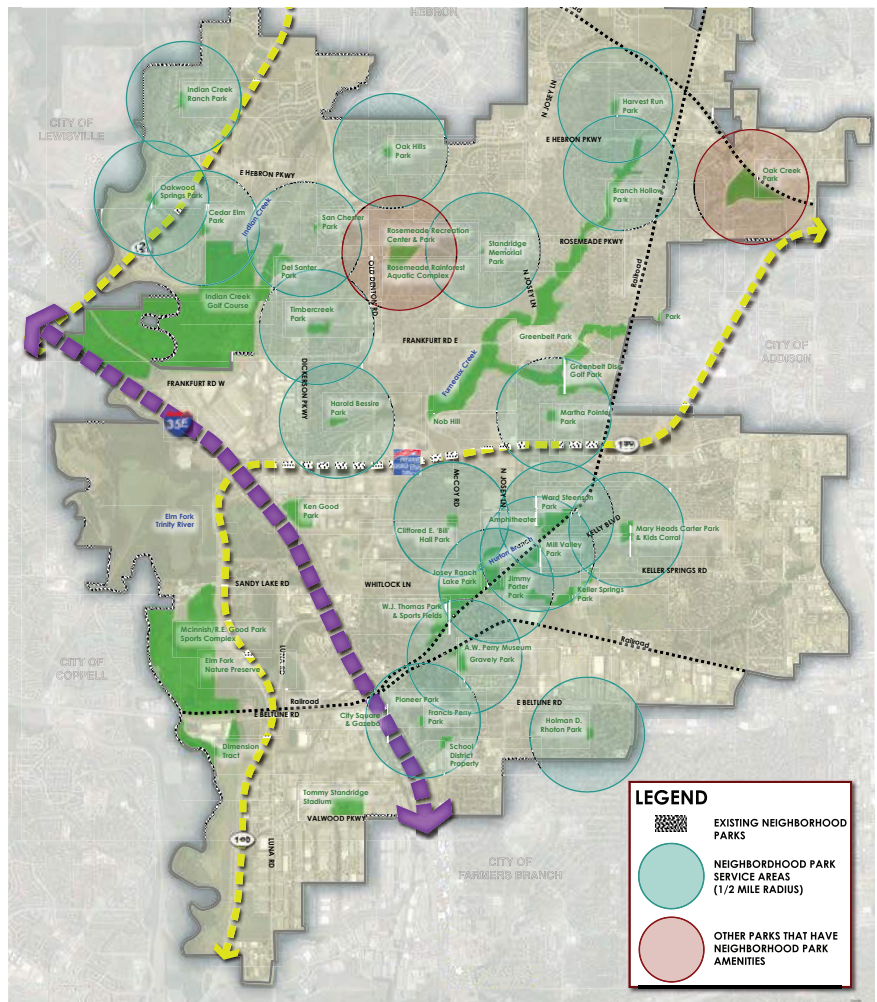 HEBRON
Indian Creek
Ranch Park
CITY OF
LEWISVILLE
N JOSEY LN
Harvest Run
Park
E HEBRON PKWY
Oak Hills
Park
E HEBRON PKWY
Oak Creek
Park
Oakwood
Springs Park
Branch Hollow
Park
Cedar Elm
Park
Indian Creek
San Chester
Park
Rosemeade Recreation
Center & Park
Standridge
Memorial
Park
ROSEMEADE PKWY
Del Santer
Park
OLD DENTON RD
Rosemeade Rainforest
Aquatic Complex
N JOSEY LN
Railroad
Indian Creek
Golf Course
Timbercreek
Park
Park
FRANKFURT RD E
Greenbelt Park
CITY OF
ADDISON
Furneaux Creek
Greenbelt Disc
Golf Park
FRANKFURT RD W
DICKERSON PKWY
Harold Bessire
Park
Nob Hill
Martha Pointer
Park
McCOY RD
N JOSEY LN
Ken Good
Park
Ward Steenson
Park
Elm Fork
Trinity River
Amphitheater
Cliffored E. 'Bill'
Hall Park
KELLY BLVD
Mary Heads Carter Park
& Kids Corral
Hutton Branch
Mill Valley
Park
KELLER SPRINGS RD
Josey Ranch
Lake Park
Jimmy
Porter
Park
SANDY LAKE RD
WHITLOCK LN
Keller Springs
Park
W.J. Thomas Park
& Sports Fields
McInnish/R.E. Good Park
Sports Complex
Railroad
A.W. Perry Museum
Gravely Park
LUNA RD
CITY OF
COPPELL
Elm Fork
Nature Preserve
Railroad
Pioneer Park
E BELTLINE RD
E BELTLINE RD
City Square
& Gazebo
Francis Perry
Park
Holman D.
Rhoton Park
Dimension
Tract
School
District
Property
Tommy Standridge
Stadium
VALWOOD PKWY
LUNA RD
CITY OF
FARMERS BRANCH
LEGEND
EXISTING NEIGHBORHOOD
PARKS
NEIGHBORDHOOD PARK
SERVICE AREAS
(1/2 MILE RADIUS)
OTHER PARKS THAT HAVE
NEIGHBORHOOD PARK
AMENITIES